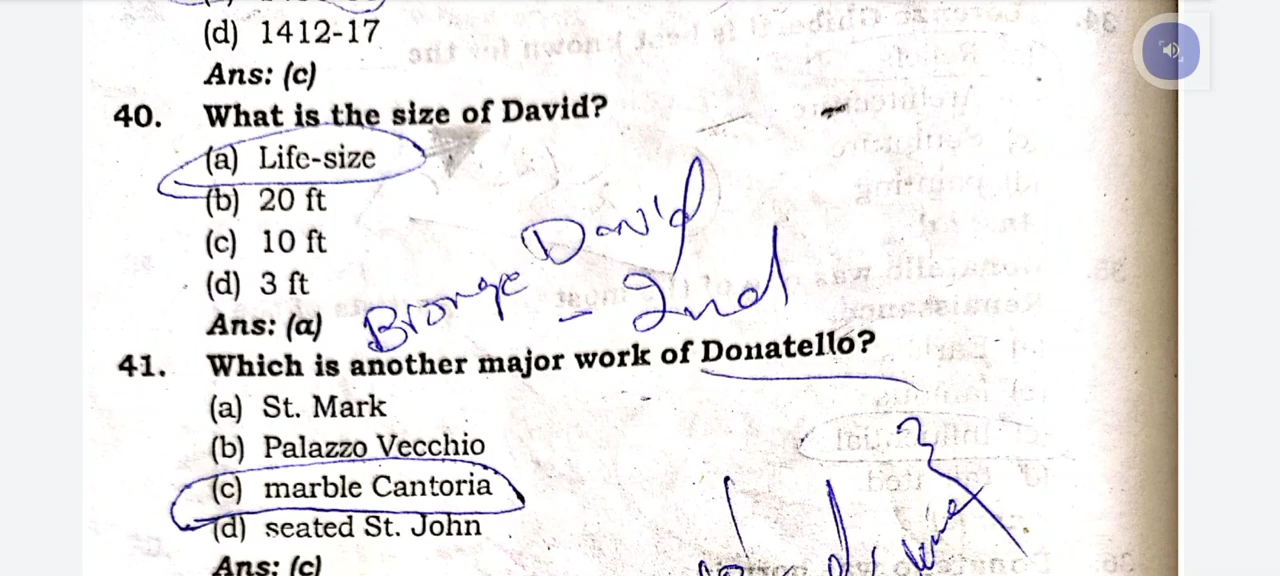 (d) 1412-17
Ans: (c)
40. What is the size of David?
(a) Life-size
(b) 20 ft
(c) 10 ft
(d) 3 ft
Ans: (a)
Bronze David
- 2nd
41. Which is another major work of Donatello?
(a) St. Mark
(b) Palazzo Vecchio
(c) marble Cantoria
(d) seated St. John
Ans: (c)